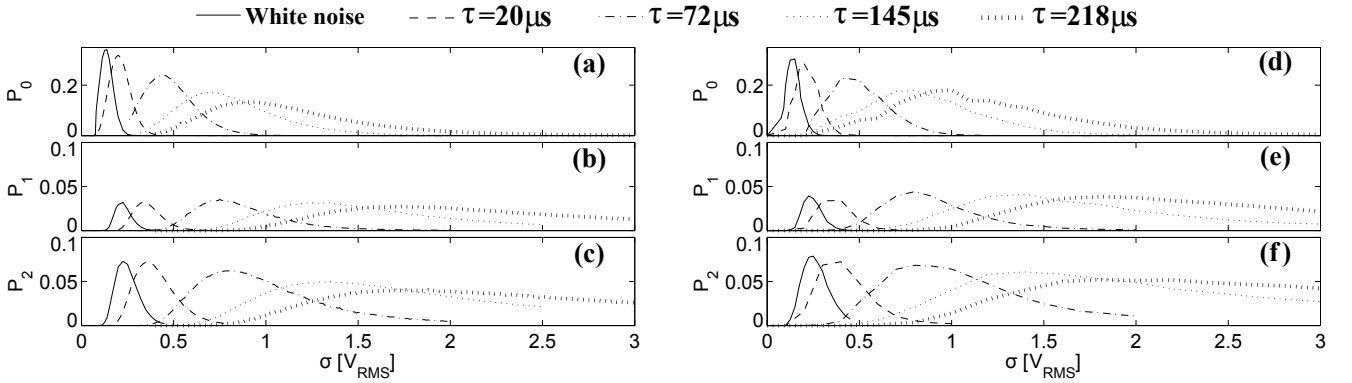 White noise τ=20μs τ=72μs τ=145μs τ=218μs
P0 0.2 0 (a)
P0 0.2 0 (d)
P1 0.1 0.05 0 (b)
P1 0.1 0.05 0 (e)
P2 0.1 0.05 0 (c)
P2 0.1 0.05 0 (f)
0 0.5 1 1.5 2 2.5 3
0 0.5 1 1.5 2 2.5 3
σ [VRMS]
σ [VRMS]